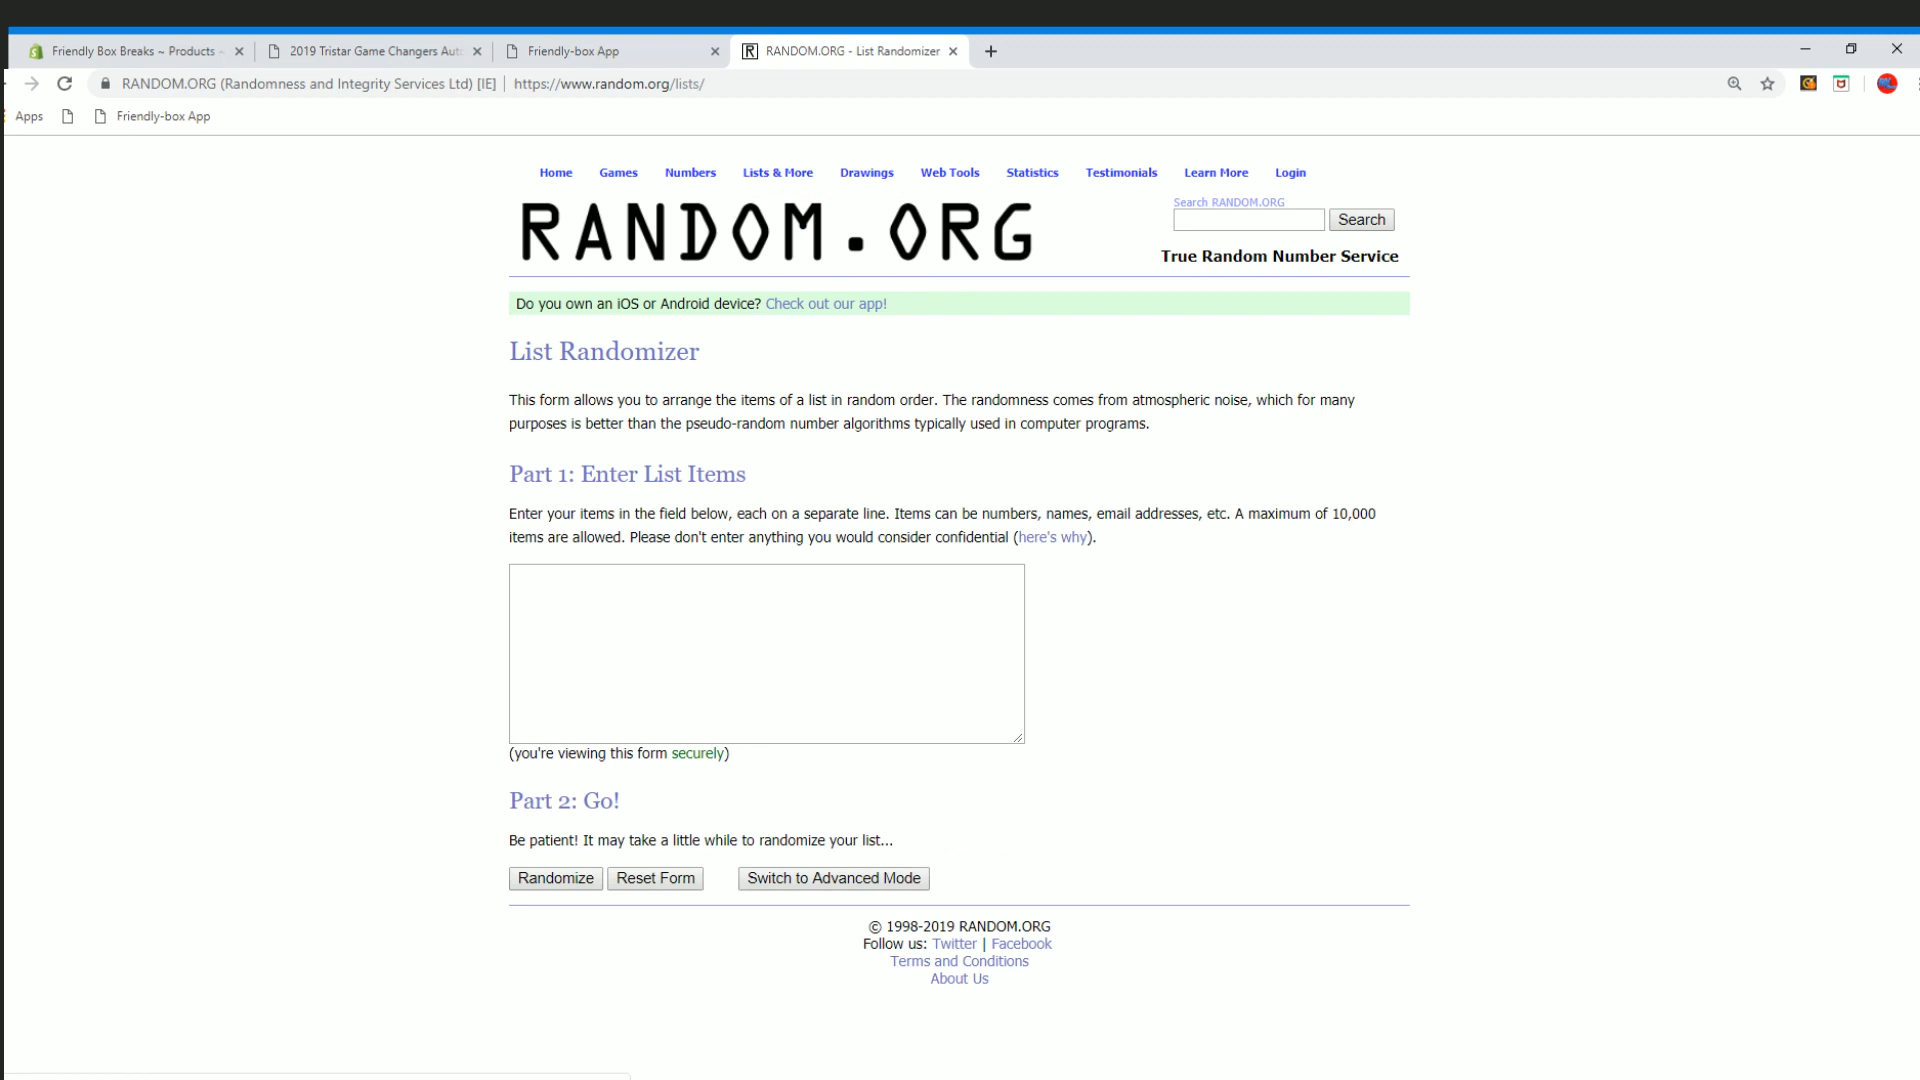 Friendly Box Breaks ~ Products ~
2019 Tristar Game Changers Aut
Friendly-box App
RANDOM.ORG - List Randomizer
RANDOM.ORG (Randomness and Integrity Services Ltd) [IE] | https://www.random.org/lists/
Apps
Friendly-box App
Home Games Numbers Lists & More Drawings Web Tools Statistics Testimonials Learn More Login
RANDOM.ORG
Search RANDOM.ORG
Search
True Random Number Service
Do you own an iOS or Android device? Check out our app!
List Randomizer
This form allows you to arrange the items of a list in random order. The randomness comes from atmospheric noise, which for many
purposes is better than the pseudo-random number algorithms typically used in computer programs.
Part 1: Enter List Items
Enter your items in the field below, each on a separate line. Items can be numbers, names, email addresses, etc. A maximum of 10,000
items are allowed. Please don't enter anything you would consider confidential (here's why).
(you're viewing this form securely)
Part 2: Go!
Be patient! It may take a little while to randomize your list...
Randomize Reset Form Switch to Advanced Mode
© 1998-2019 RANDOM.ORG
Follow us: Twitter | Facebook
Terms and Conditions
About Us